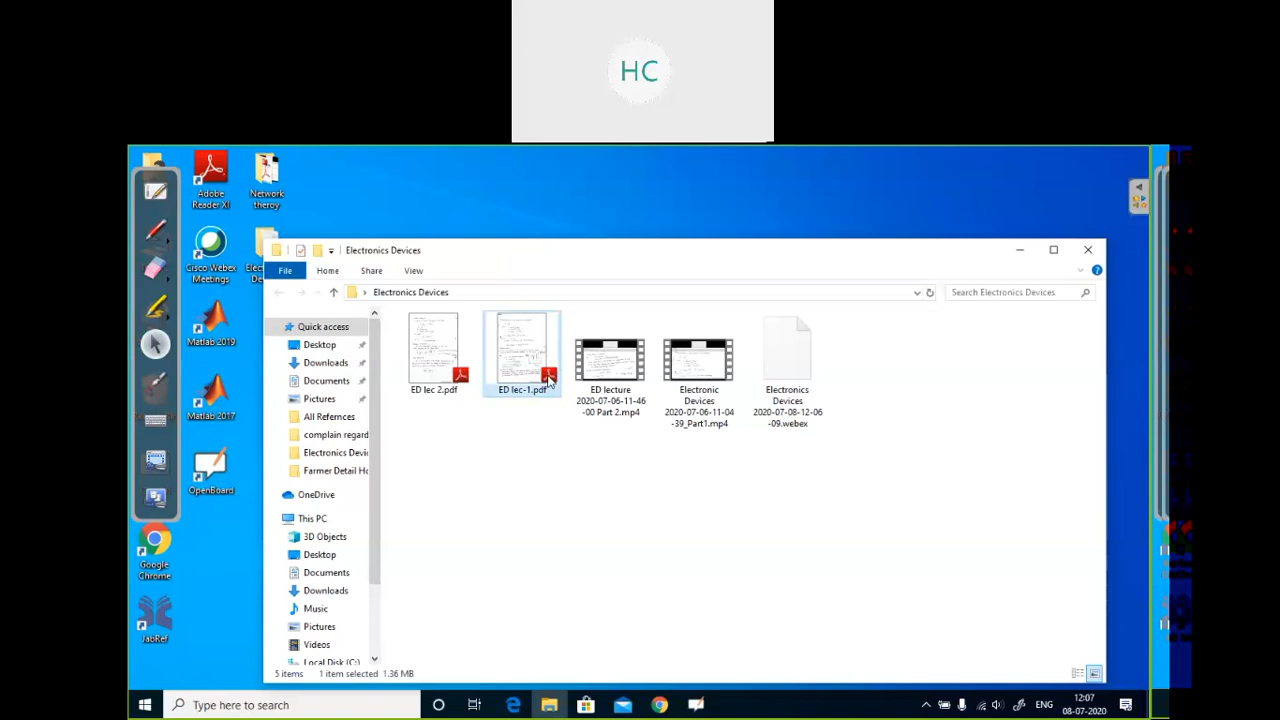 HC
Adobe
Reader XI
Network
theroy
Cisco Webex
Meetings
Matlab 2019
Matlab 2017
OpenBoard
Google
Chrome
JabRef
Electronics Devices
File
Home
Share
View
Electronics Devices
Search Electronics Devices
Quick access
Desktop
Downloads
Documents
Pictures
All Refernces
complain regard
Electronics Devi
Farmer Detail Ho
OneDrive
This PC
3D Objects
Desktop
Documents
Downloads
Music
Pictures
Videos
Local Disk (C:)
ED lec 2.pdf
ED lec-1.pdf
ED lecture
2020-07-06-11-46
-00 Part 2.mp4
Electronic
Devices
2020-07-06-11-04
-39_Part1.mp4
Electronics
Devices
2020-07-08-12-06
-09.webex
5 items
1 item selected 1.36 MB
Type here to search
ENG
12:07
08-07-2020